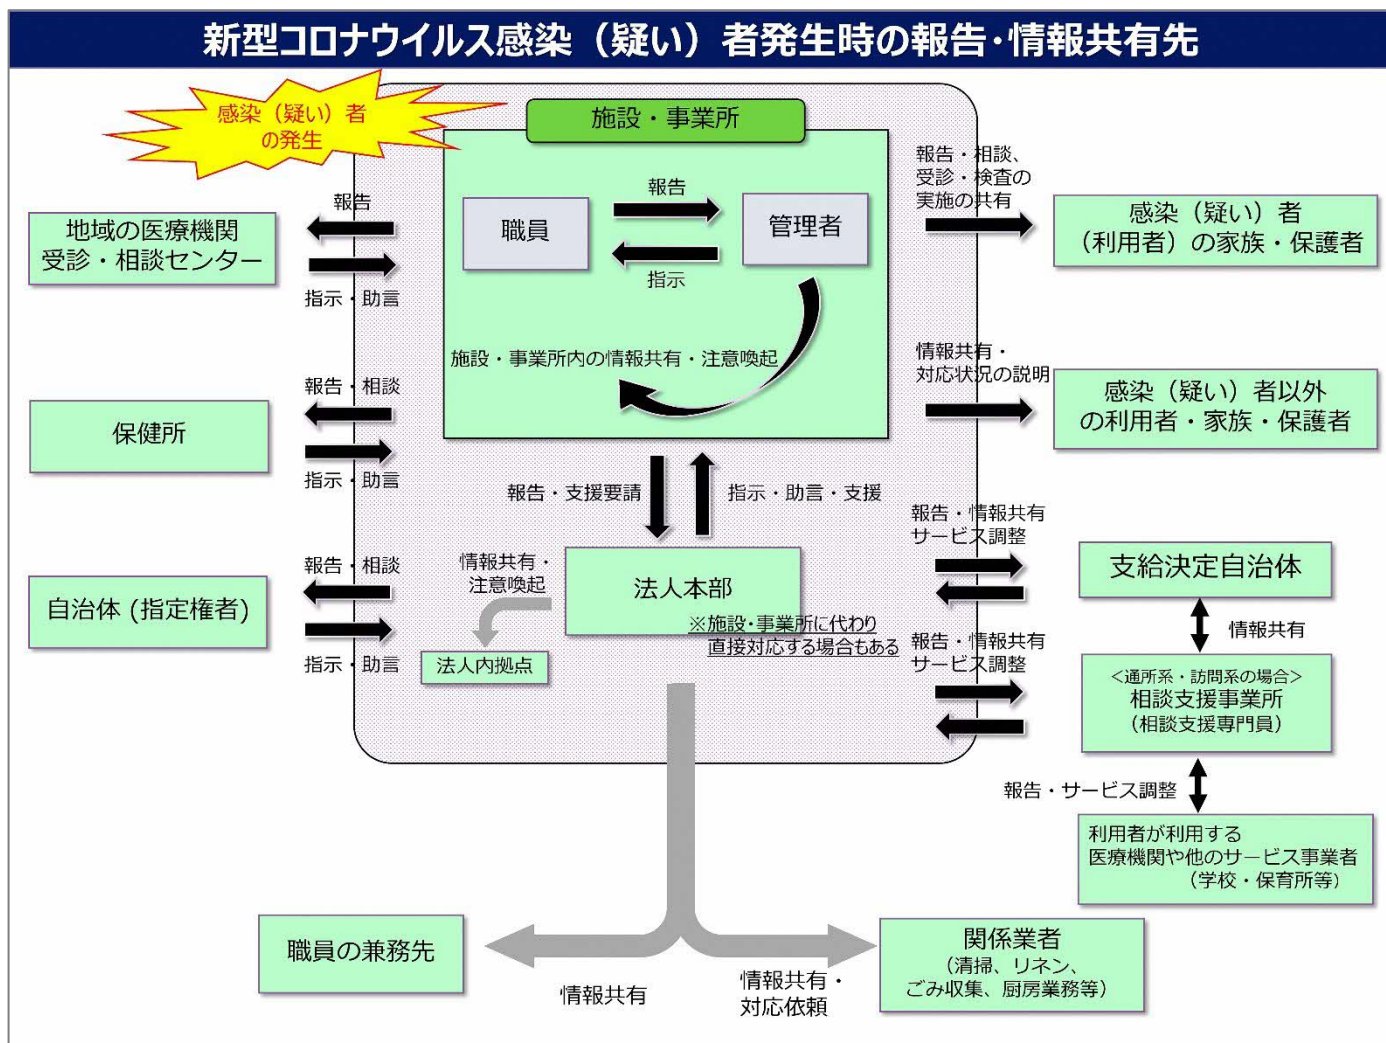 新型コロナウイルス感染（疑い）者発生時の報告･情報共有先
感染（疑い）者
の発生
施設・事業所
職員
報告
指示
管理者
施設・事業所内の情報共有・注意喚起
報告
地域の医療機関
受診・相談センター
指示・助言
報告・相談
保健所
指示・助言
報告・相談
自治体 (指定権者)
指示・助言
報告・支援要請
指示・助言・支援
法人本部
※施設･事業所に代わり
直接対応する場合もある
情報共有・
注意喚起
法人内拠点
報告・相談、
受診・検査の
実施の共有
感染（疑い）者
（利用者）の家族・保護者
情報共有・
対応状況の説明
感染（疑い）者以外
の利用者・家族・保護者
報告・情報共有
サービス調整
支給決定自治体
情報共有
報告・情報共有
サービス調整
＜通所系・訪問系の場合＞
相談支援事業所
（相談支援専門員）
報告・サービス調整
利用者が利用する
医療機関や他のサービス事業者
（学校・保育所等）
職員の兼務先
情報共有
情報共有・
対応依頼
関係業者
（清掃、リネン、
ごみ収集、厨房業務等）